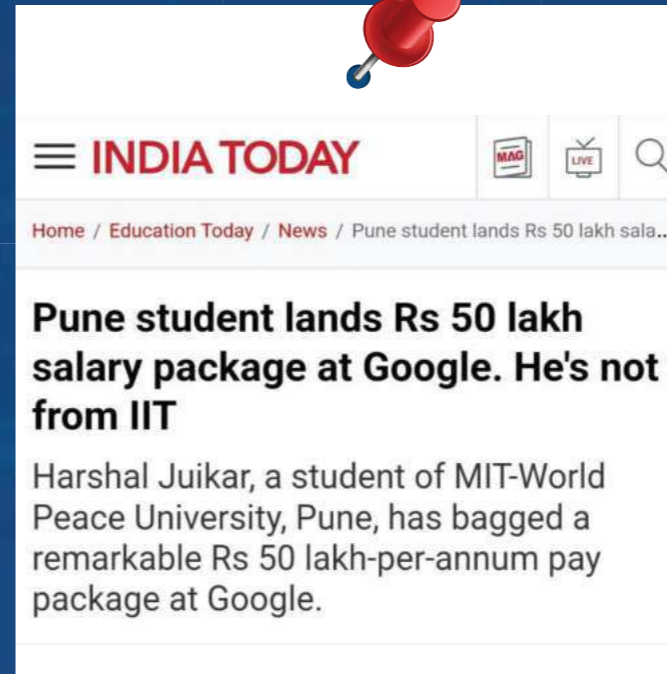 INDIA TODAY
MAG
LIVE
Home / Education Today / News / Pune student lands Rs 50 lakh sala...
Pune student lands Rs 50 lakh
salary package at Google. He's not
from IIT
Harshal Juikar, a student of MIT-World
Peace University, Pune, has bagged a
remarkable Rs 50 lakh-per-annum pay
package at Google.